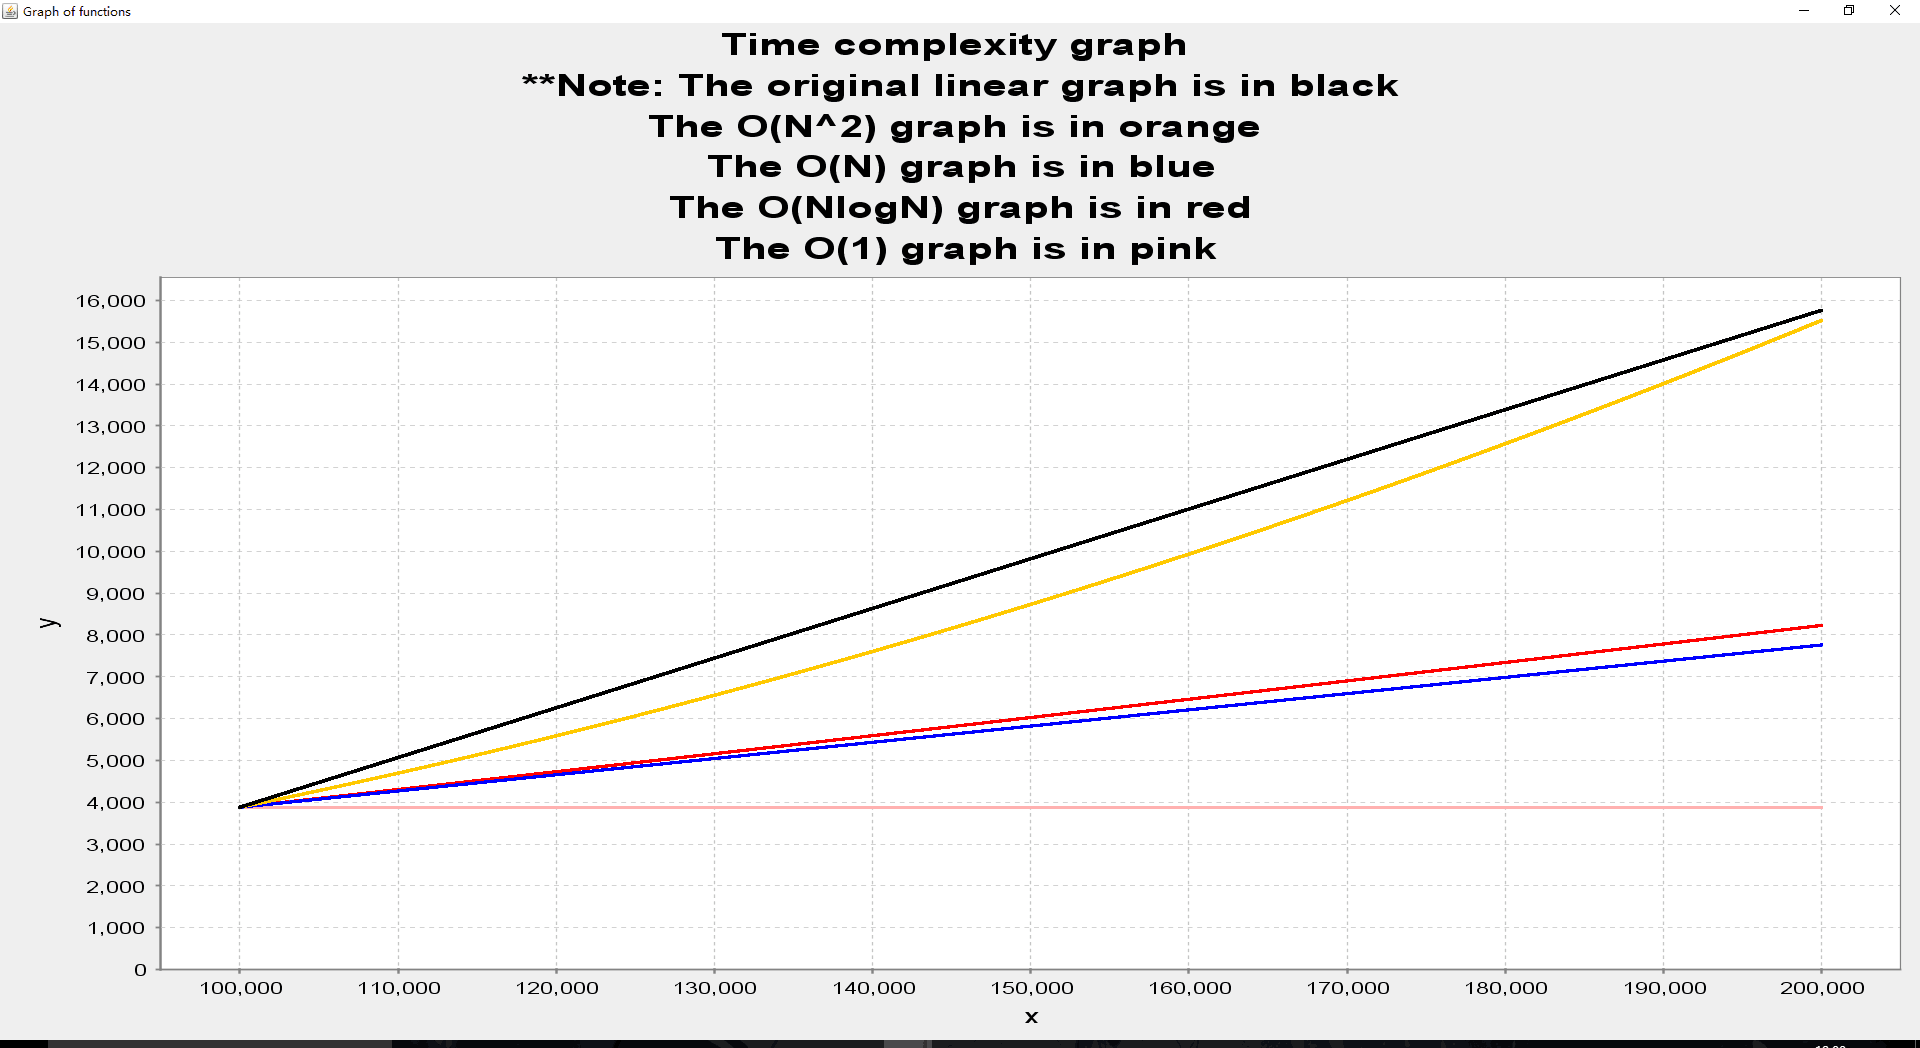 Graph of functions
Time complexity graph
**Note: The original linear graph is in black
The O(N^2) graph is in orange
The O(N) graph is in blue
The O(NlogN) graph is in red
The O(1) graph is in pink
16,000
15,000
14,000
13,000
12,000
11,000
10,000
9,000
8,000
7,000
6,000
5,000
4,000
3,000
2,000
1,000
0
y
100,000 110,000 120,000 130,000 140,000 150,000 160,000 170,000 180,000 190,000 200,000
x